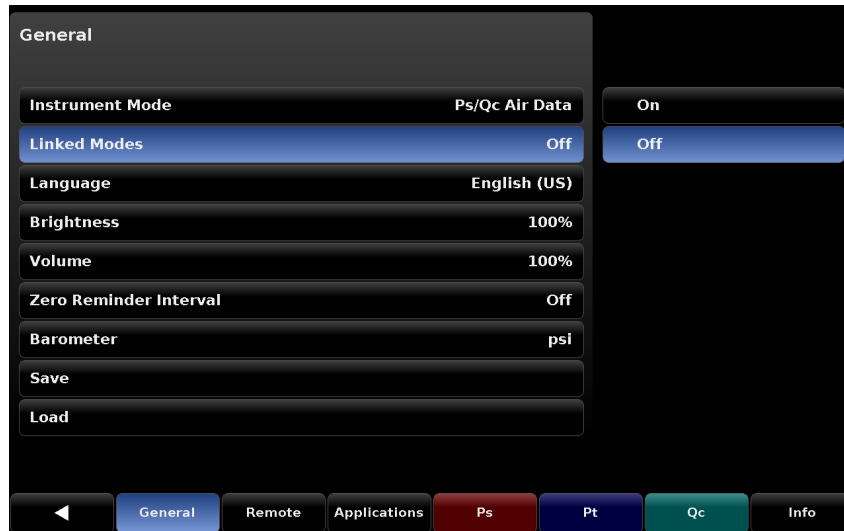 General
Instrument Mode Ps/Qc Air Data On
Linked Modes Off Off
Language English (US)
Brightness 100%
Volume 100%
Zero Reminder Interval Off
Barometer psi
Save
Load
General Remote Applications Ps Pt Qc Info